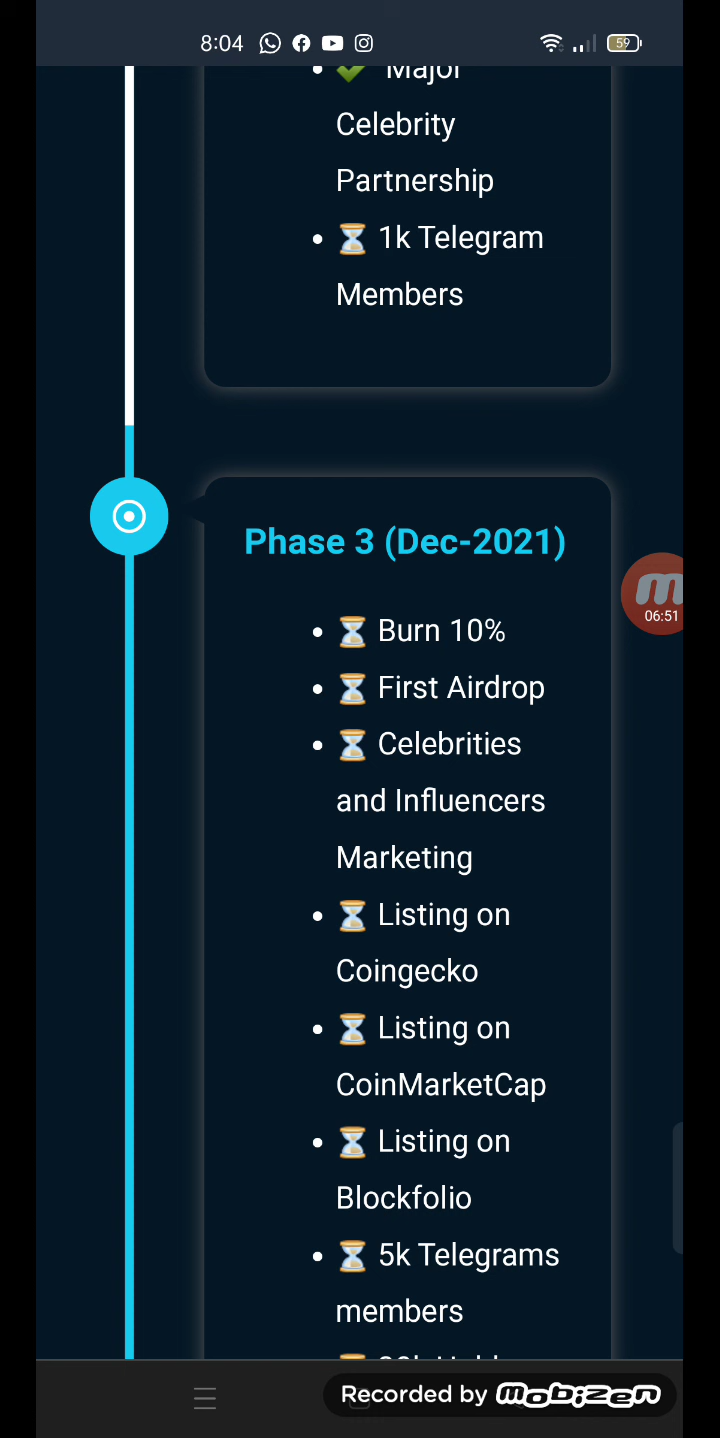 8:04
59
Major
Celebrity
Partnership
1k Telegram
Members
Phase 3 (Dec-2021)
Burn 10%
First Airdrop
Celebrities
and Influencers
Marketing
Listing on
Coingecko
Listing on
CoinMarketCap
Listing on
Blockfolio
5k Telegrams
members
06:51
Recorded by mobizen